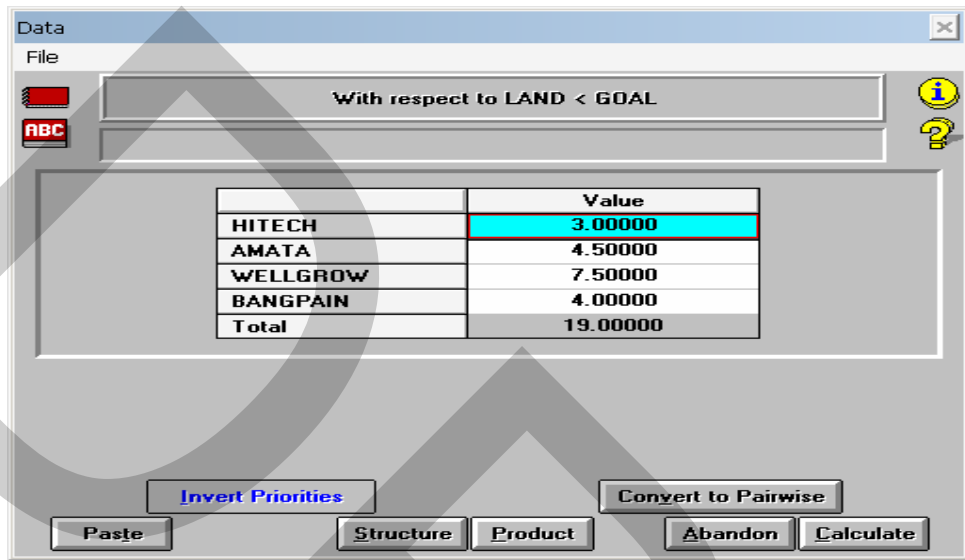 Data
File
With respect to LAND < GOAL
ABC
i
?
Value
HITECH 3.00000
AMATA 4.50000
WELLGROW 7.50000
BANGPAIN 4.00000
Total 19.00000
Invert Priorities Convert to Pairwise
Paste Structure Product Abandon Calculate